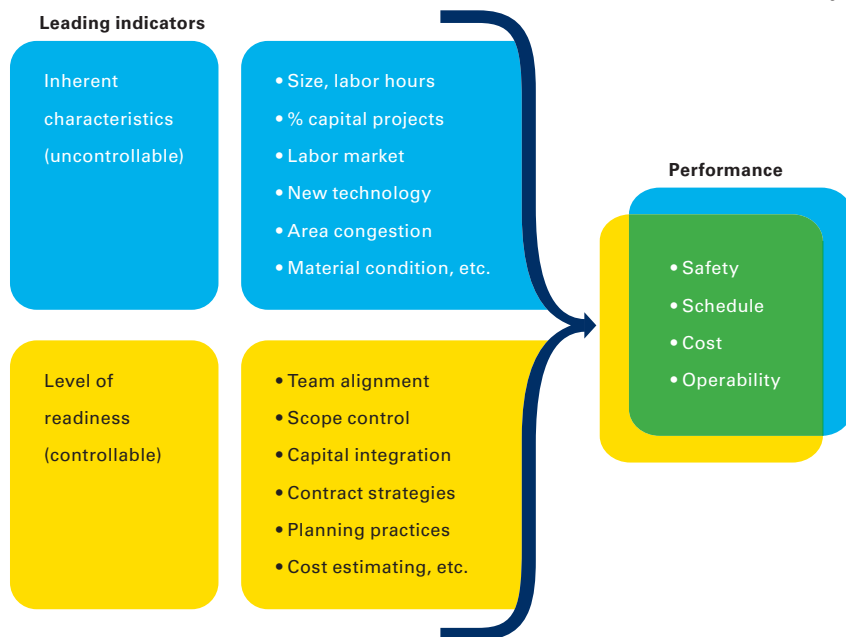 Leading indicators
Inherent
characteristics
(uncontrollable)
• Size, labor hours
• % capital projects
• Labor market
• New technology
• Area congestion
• Material condition, etc.
Level of
readiness
(controllable)
• Team alignment
• Scope control
• Capital integration
• Contract strategies
• Planning practices
• Cost estimating, etc.
Performance
• Safety
• Schedule
• Cost
• Operability